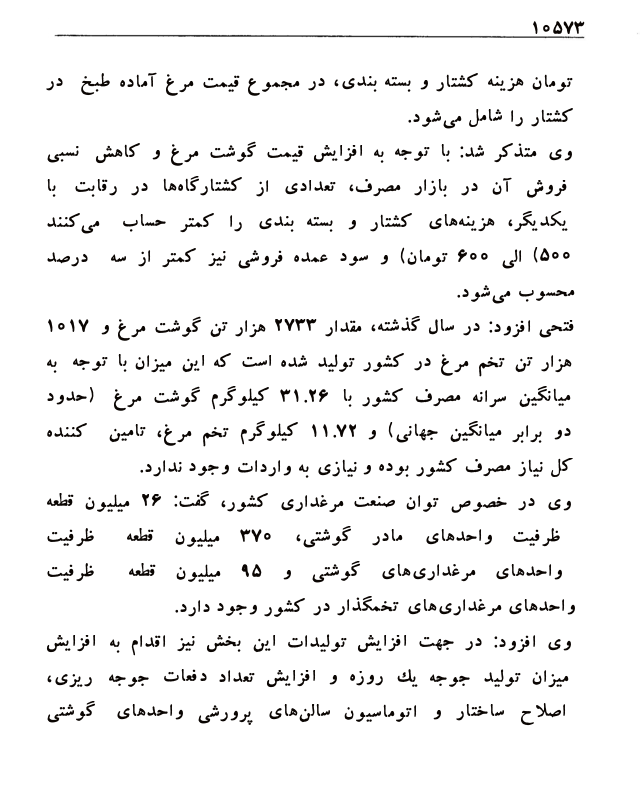 ۱۰۵۷۳
تومان هزینه کشتار و بسته بندی، در مجموع قیمت مرغ آماده طبخ در
کشتار را شامل می‌شود.
وی متذکر شد: با توجه به افزایش قیمت گوشت مرغ و کاهش نسبی
فروش آن در بازار مصرف، تعدادی از کشتارگاه‌ها در رقابت با
یکدیگر، هزینه‌های کشتار و بسته بندی را کمتر حساب می‌کنند
۵۰۰) الی ۶۰۰ تومان) و سود عمده فروشی نیز کمتر از سه درصد
محسوب می‌شود.
فتحی افزود: در سال گذشته، مقدار ۲۷۳۳ هزار تن گوشت مرغ و ۱۰۱۷
هزار تن تخم مرغ در کشور تولید شده است که این میزان با توجه به
میانگین سرانه مصرف کشور با ۳۱.۲۶ کیلوگرم گوشت مرغ (حدود
دو برابر میانگین جهانی) و ۱۱.۷۲ کیلوگرم تخم مرغ، تامین کننده
کل نیاز مصرف کشور بوده و نیازی به واردات وجود ندارد.
وی در خصوص توان صنعت مرغداری کشور، گفت: ۲۶ میلیون قطعه
ظرفیت واحدهای مادر گوشتی، ۳۷۰ میلیون قطعه ظرفیت
واحدهای مرغداری‌های گوشتی و ۹۵ میلیون قطعه ظرفیت
واحدهای مرغداری‌های تخمگذار در کشور وجود دارد.
وی افزود: در جهت افزایش تولیدات این بخش نیز اقدام به افزایش
میزان تولید جوجه یك روزه و افزایش تعداد دفعات جوجه ریزی،
اصلاح ساختار و اتوماسیون سالن‌های پرورشی واحدهای گوشتی